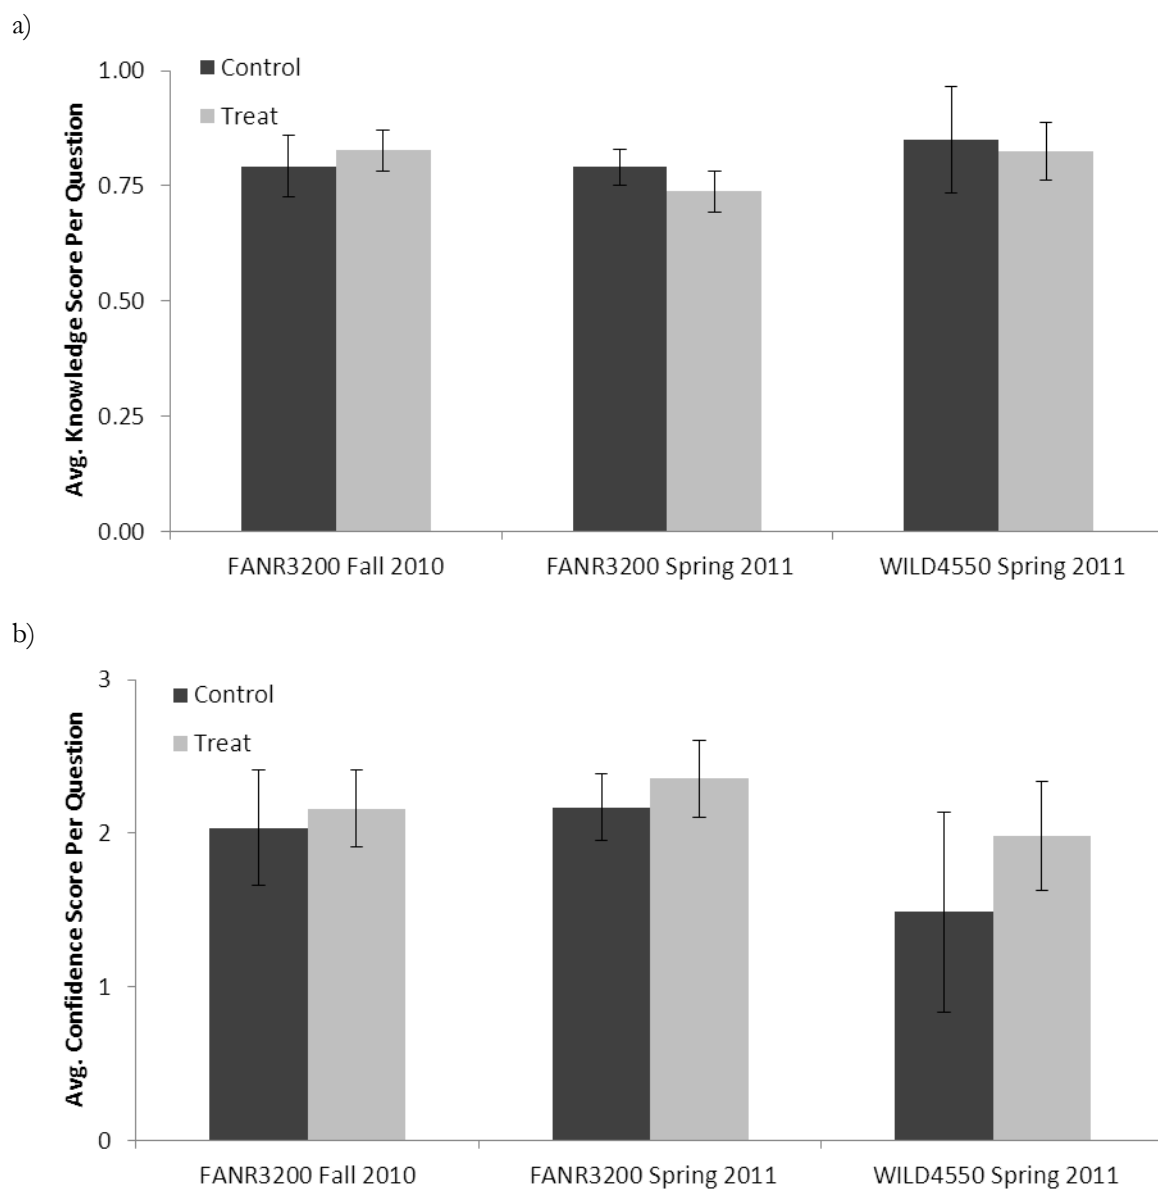 a)
Avg. Knowledge Score Per Question
1.00
0.75
0.50
0.25
0.00
Control
Treat
FANR3200 Fall 2010
FANR3200 Spring 2011
WILD4550 Spring 2011
b)
Avg. Confidence Score Per Question
3
2
1
0
Control
Treat
FANR3200 Fall 2010
FANR3200 Spring 2011
WILD4550 Spring 2011